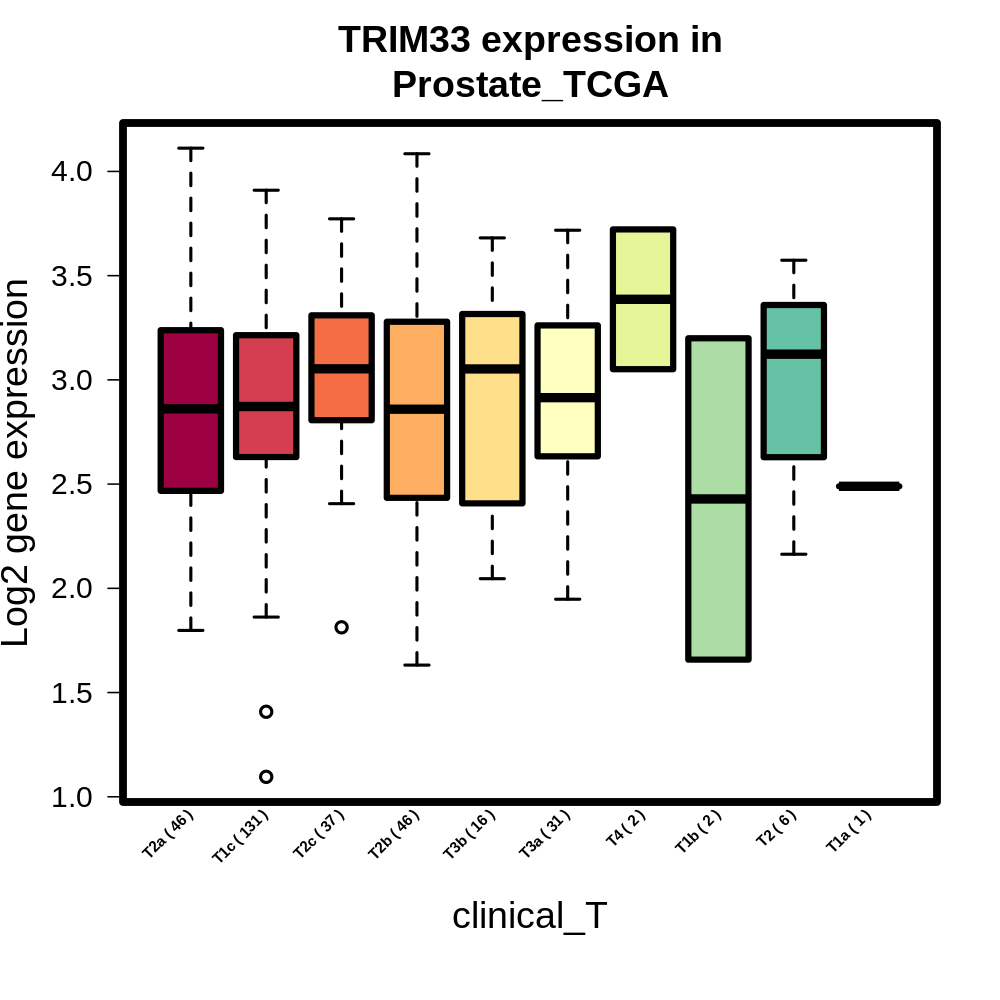 TRIM33 expression in
Prostate_TCGA
Log2 gene expression
4.0
3.5
3.0
2.5
2.0
1.5
1.0
T2a ( 46 )
T1c ( 131 )
T2c ( 37 )
T2b ( 46 )
T3b ( 16 )
T3a ( 31 )
T4 ( 2 )
T1b ( 2 )
T2 ( 6 )
T1a ( 1 )
clinical_T